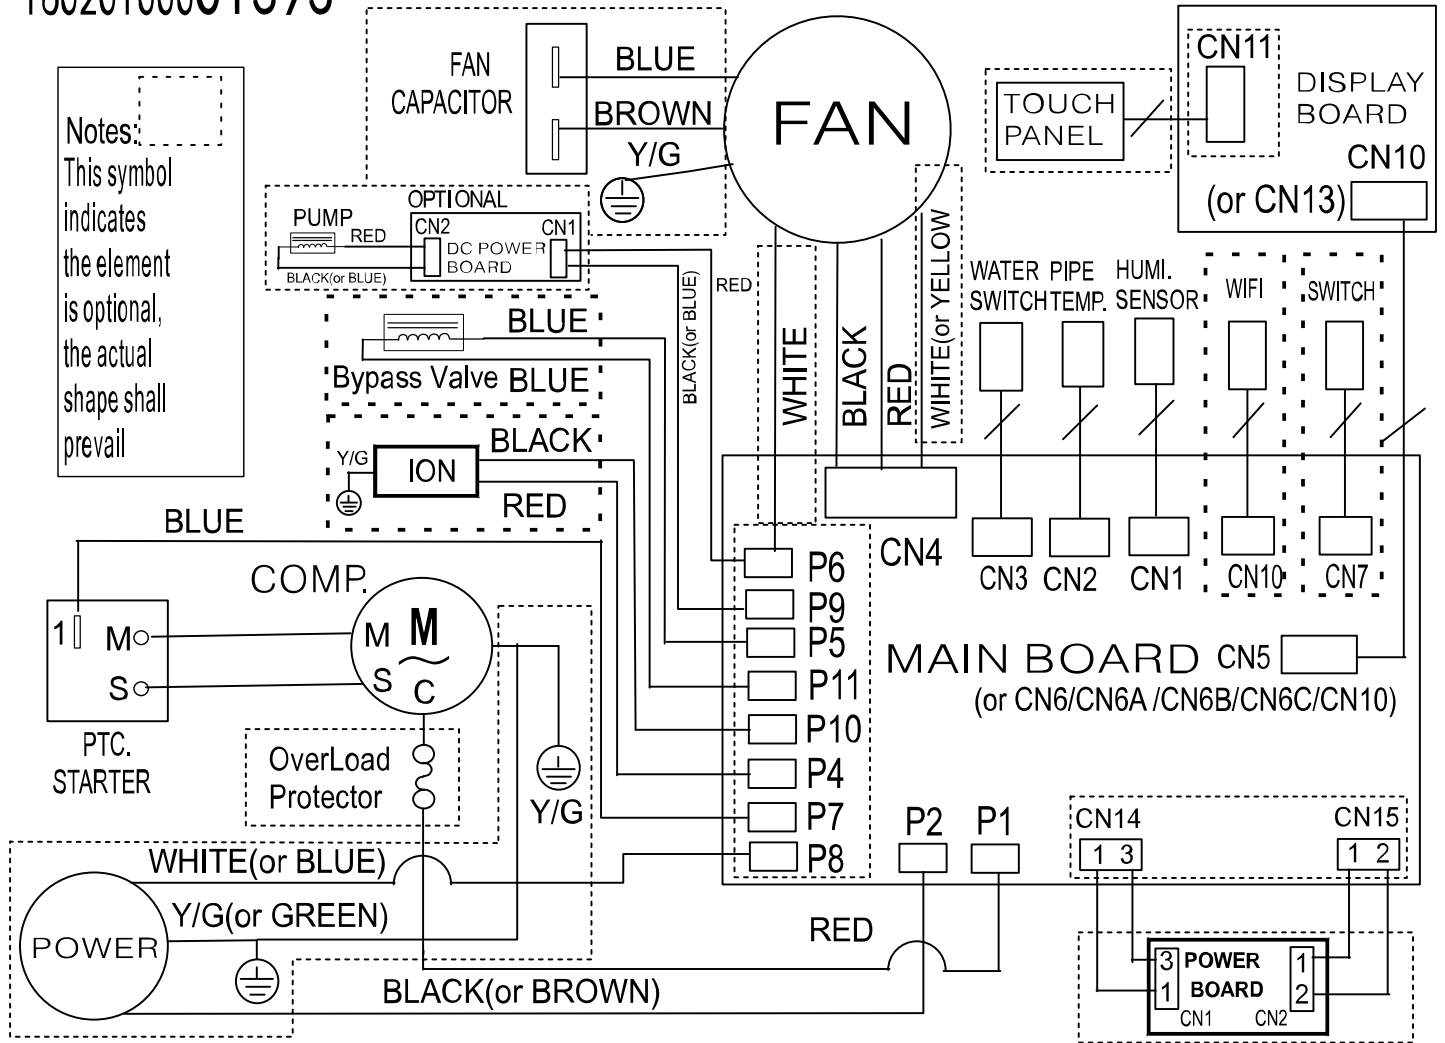 Notes:
This symbol
indicates
the element
is optional,
the actual
shape shall
prevail
FAN
CAPACITOR
BLUE
BROWN
Y/G
FAN
TOUCH
PANEL
CN11
DISPLAY
BOARD
CN10
(or CN13)
OPTIONAL
PUMP
RED
BLACK(or BLUE)
CN2
CN1
DC POWER
BOARD
BLUE
Bypass Valve BLUE
Y/G
ION
BLACK
RED
BLACK(or BLUE)
RED
WHITE
BLACK
RED
WIHITE(or YELLOW)
WATER
SWITCH
PIPE
TEMP.
HUMI.
SENSOR
WIFI
SWITCH
CN4
CN3
CN2
CN1
CN10
CN7
BLUE
COMP.
1
M
S
PTC.
STARTER
M
M
S
C
OverLoad
Protector
Y/G
P6
P9
P5
P11
P10
P4
P7
P8
MAIN BOARD
CN5
(or CN6/CN6A /CN6B/CN6C/CN10)
P2
P1
CN14
1 3
CN15
1 2
WHITE(or BLUE)
Y/G(or GREEN)
POWER
BLACK(or BROWN)
RED
3
1
POWER
BOARD
CN1
CN2
1
2